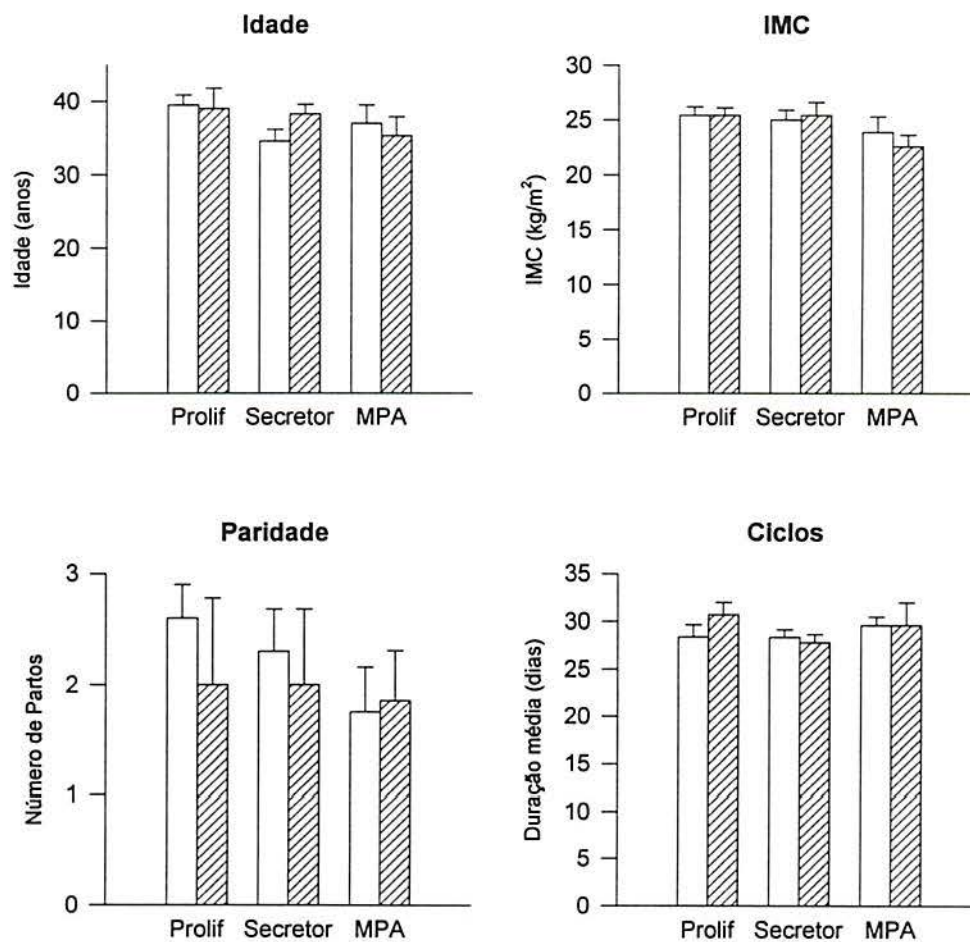 Idade
Idade (anos)
40
30
20
10
0
Prolif Secretor MPA
IMC
IMC (kg/m²)
30
25
20
15
10
5
0
Prolif Secretor MPA
Paridade
Número de Partos
3
2
1
0
Prolif Secretor MPA
Ciclos
Duração média (dias)
35
30
25
20
15
10
5
0
Prolif Secretor MPA